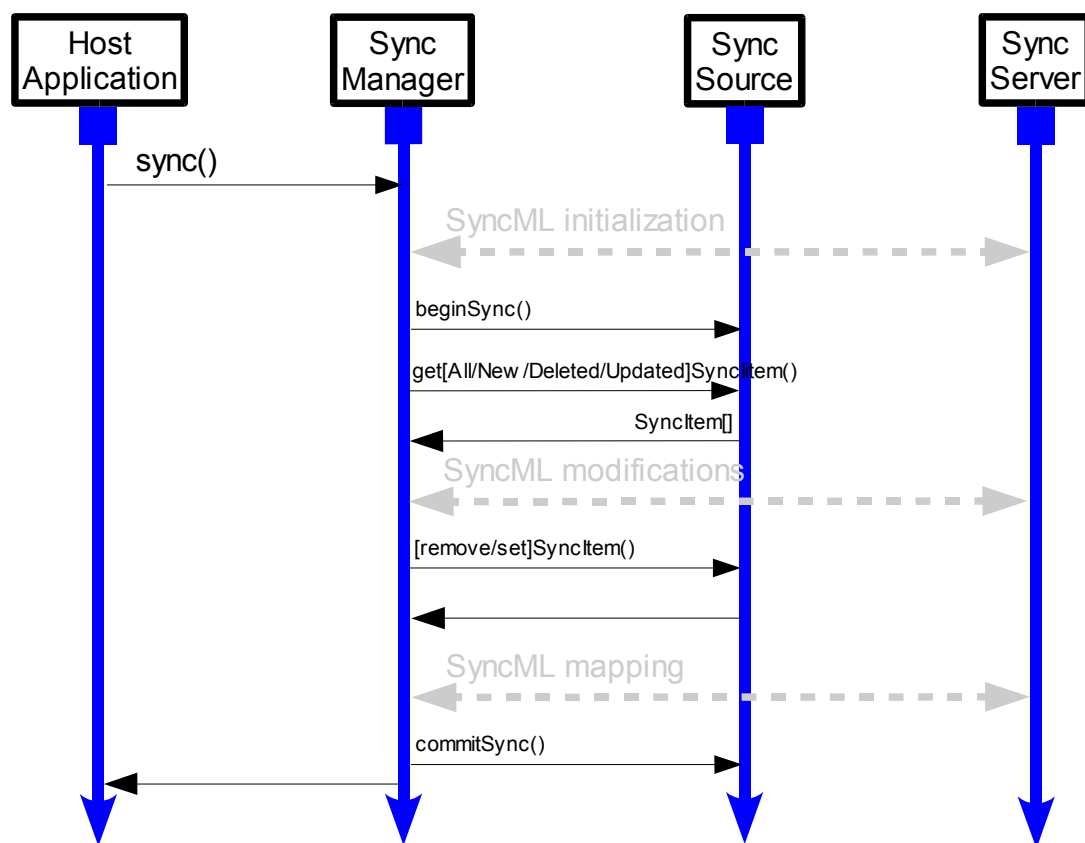 Host
Application
Sync
Manager
Sync
Source
Sync
Server
sync()
SyncML initialization
beginSync()
get[All/New /Deleted/Updated]SyncItem()
SyncItem[]
SyncML modifications
[remove/set]SyncItem()
SyncML mapping
commitSync()